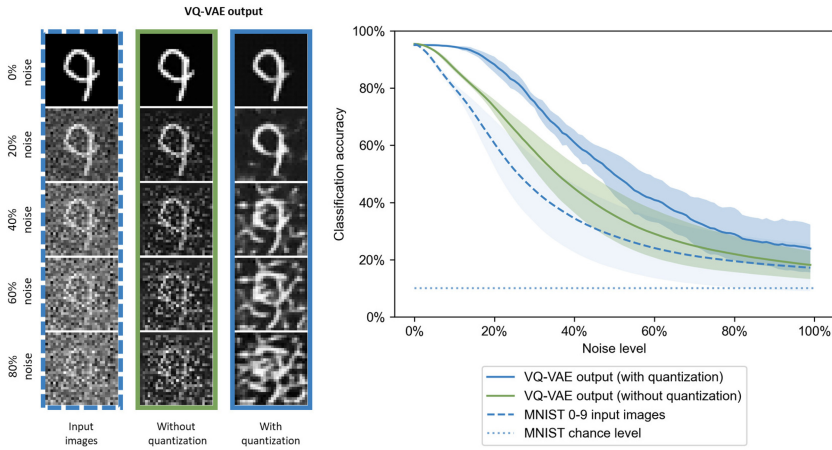 VQ-VAE output
0%
noise
20%
noise
40%
noise
60%
noise
80%
noise
Input
images
Without
quantization
With
quantization
Classification accuracy
100%
80%
60%
40%
20%
0%
0%
20%
40%
60%
80%
100%
Noise level
VQ-VAE output (with quantization)
VQ-VAE output (without quantization)
MNIST 0-9 input images
MNIST chance level